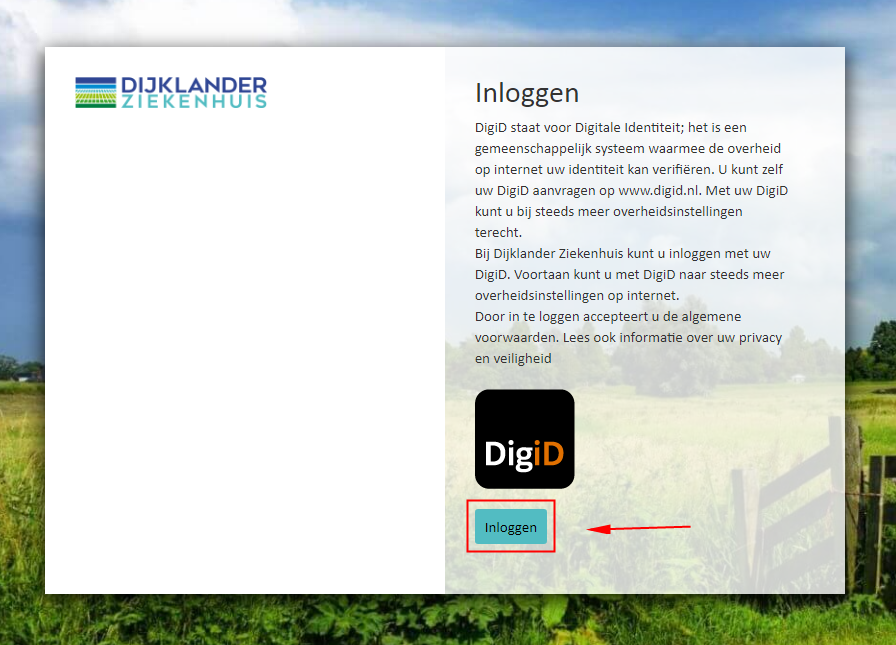 DIJKLANDER
ZIEKENHUIS
Inloggen
DigiD staat voor Digitale Identiteit; het is een
gemeenschappelijk systeem waarmee de overheid
op internet uw identiteit kan verifiëren. U kunt zelf
uw DigiD aanvragen op www.digid.nl. Met uw DigiD
kunt u bij steeds meer overheidsinstellingen
terecht.
Bij Dijklander Ziekenhuis kunt u inloggen met uw
DigiD. Voortaan kunt u met DigiD naar steeds meer
overheidsinstellingen op internet.
Door in te loggen accepteert u de algemene
voorwaarden. Lees ook informatie over uw privacy
en veiligheid
DigiD
Inloggen